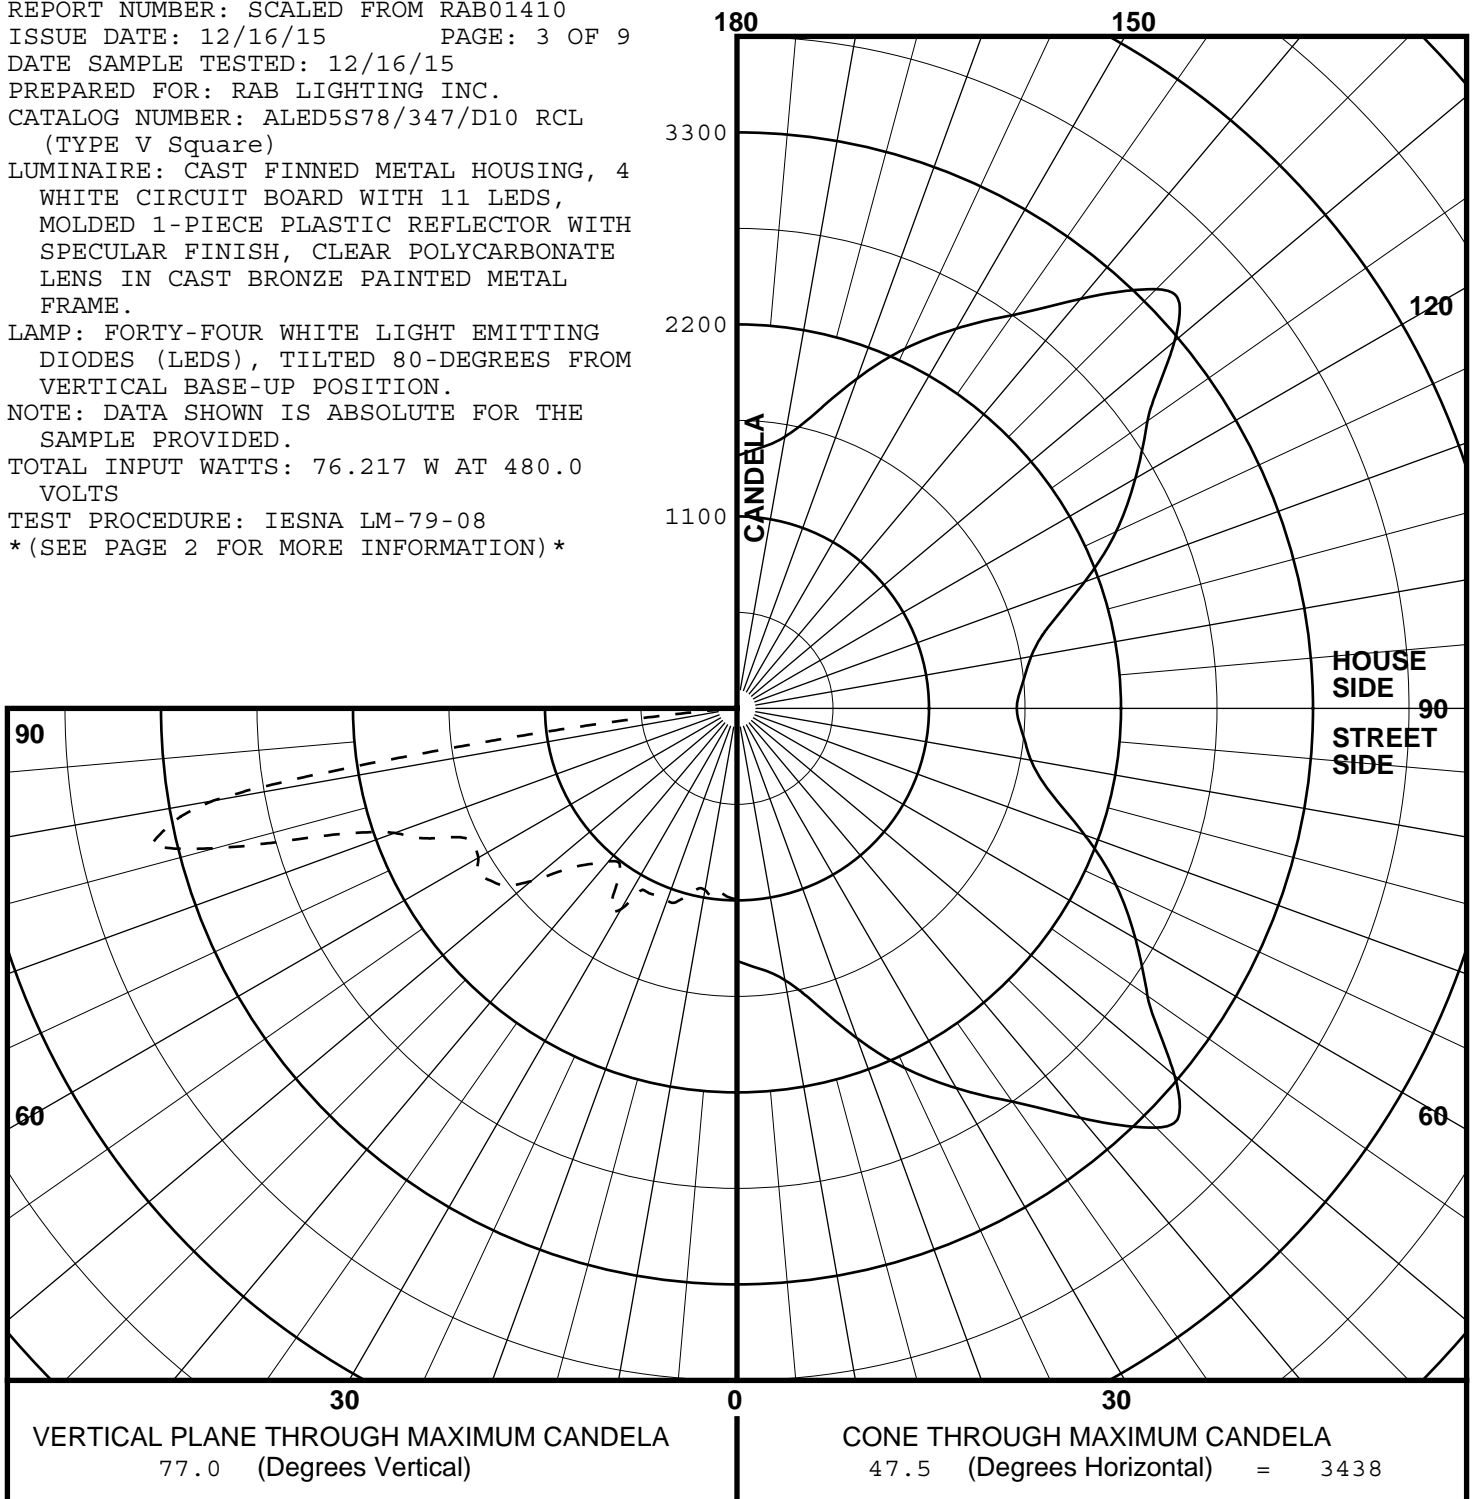 REPORT NUMBER: SCALED FROM RAB01410
ISSUE DATE: 12/16/15 PAGE: 3 OF 9
DATE SAMPLE TESTED: 12/16/15
PREPARED FOR: RAB LIGHTING INC.
CATALOG NUMBER: ALED5S78/347/D10 RCL
(TYPE V Square)
LUMINAIRE: CAST FINNED METAL HOUSING, 4
WHITE CIRCUIT BOARD WITH 11 LEDS,
MOLDED 1-PIECE PLASTIC REFLECTOR WITH
SPECULAR FINISH, CLEAR POLYCARBONATE
LENS IN CAST BRONZE PAINTED METAL
FRAME.
LAMP: FORTY-FOUR WHITE LIGHT EMITTING
DIODES (LEDS), TILTED 80-DEGREES FROM
VERTICAL BASE-UP POSITION.
NOTE: DATA SHOWN IS ABSOLUTE FOR THE
SAMPLE PROVIDED.
TOTAL INPUT WATTS: 76.217 W AT 480.0
VOLTS
TEST PROCEDURE: IESNA LM-79-08
*(SEE PAGE 2 FOR MORE INFORMATION)*
180
150
3300
120
2200
CANDELA
1100
HOUSE
SIDE
90
90
STREET
SIDE
60
60
30
0
30
VERTICAL PLANE THROUGH MAXIMUM CANDELA
77.0 (Degrees Vertical)
CONE THROUGH MAXIMUM CANDELA
47.5 (Degrees Horizontal) = 3438